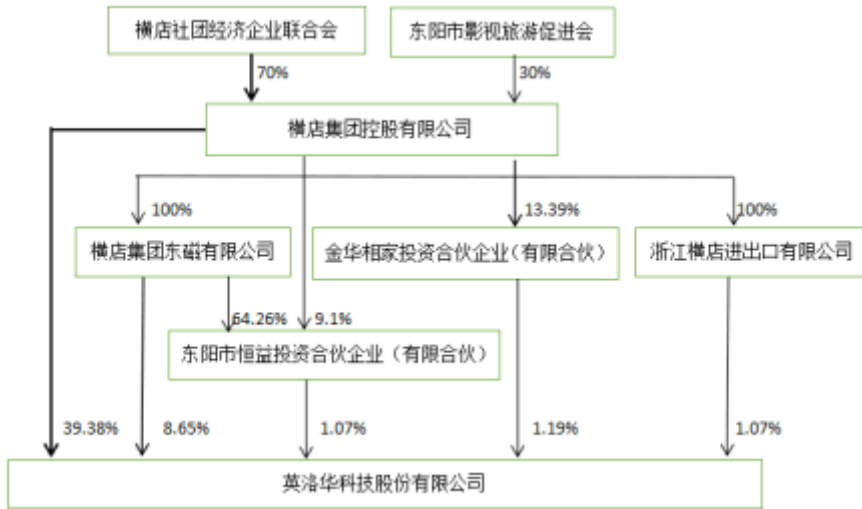 横店社团经济企业联合会
东阳市影视旅游促进会
70%
30%
横店集团控股有限公司
100%
13.39%
100%
横店集团东磁有限公司
金华相家投资合伙企业（有限合伙）
浙江横店进出口有限公司
64.26%
9.1%
东阳市恒益投资合伙企业（有限合伙）
39.38%
8.65%
1.07%
1.19%
1.07%
英洛华科技股份有限公司